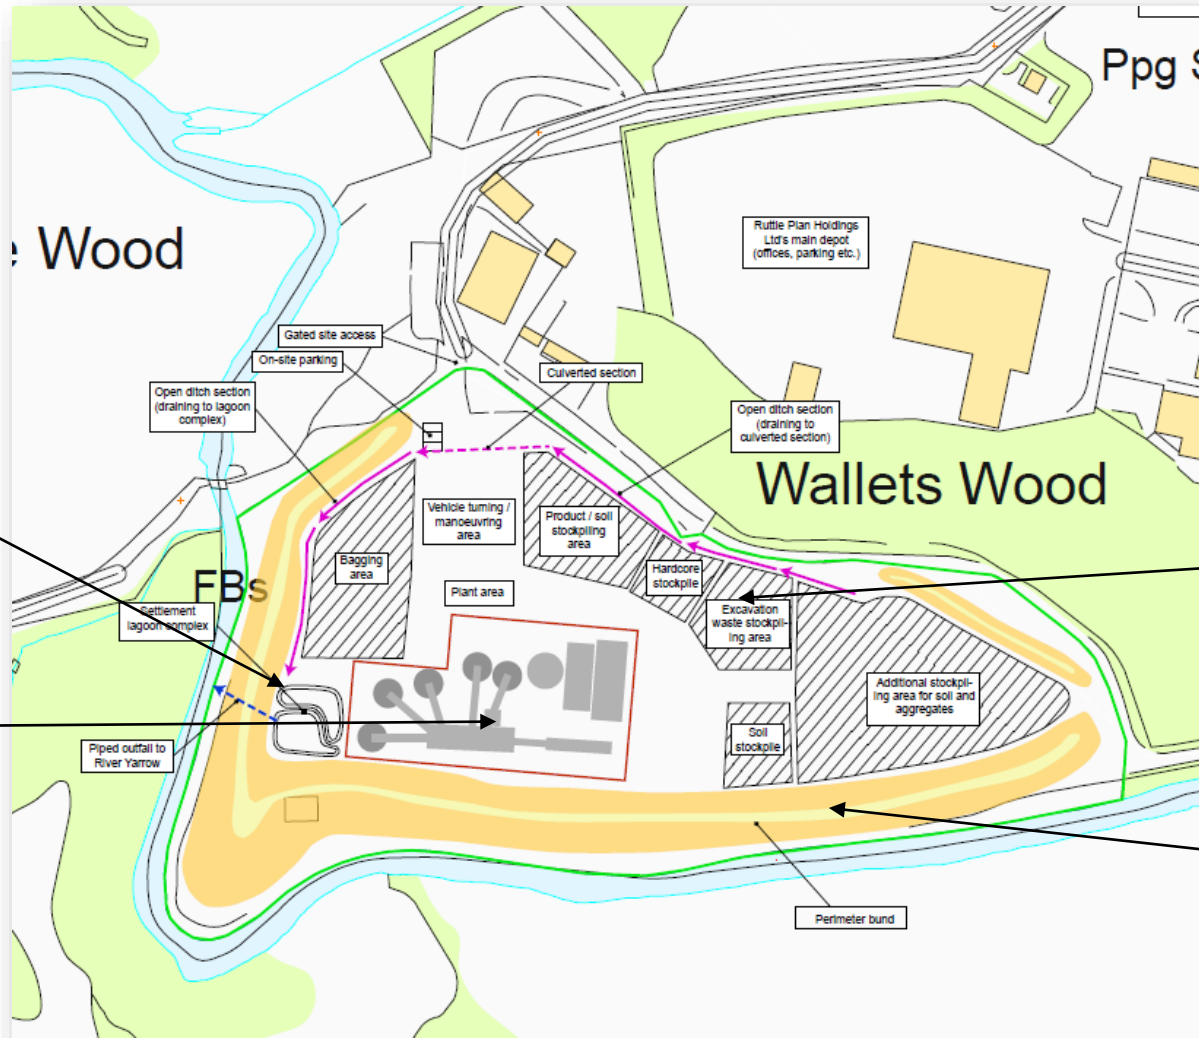 Ppg S
Wood
Ruttle Plan Holdings
Ltd's main depot
(offices, parking etc.)
Gated site access
On-site parking
Culverted section
Open ditch section
(draining to lagoon
complex)
Open ditch section
(draining to
culverted section)
Wallets Wood
Vehicle turning /
manoeuvring
area
Product / soil
stockpiling
area
Bagging
area
Hardcore
stockpile
FBs
Plant area
Excavation
waste stockpil-
ing area
Settlement
lagoon complex
Additional stockpil-
ing area for soil and
aggregates
Soil
stockpile
Piped outfall to
River Yarrow
Perimeter bund